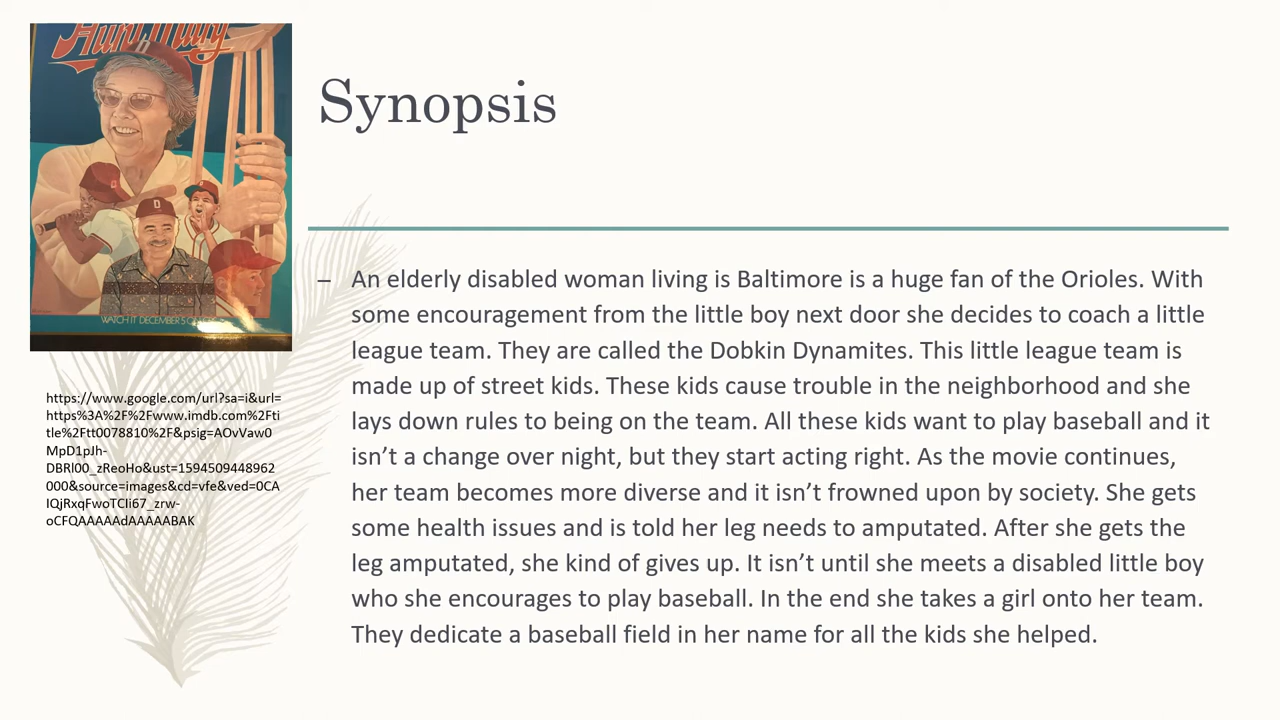 Aunt Mary
WATCH IT DECEMBER 5
Synopsis
– An elderly disabled woman living is Baltimore is a huge fan of the Orioles. With
some encouragement from the little boy next door she decides to coach a little
league team. They are called the Dobkin Dynamites. This little league team is
made up of street kids. These kids cause trouble in the neighborhood and she
lays down rules to being on the team. All these kids want to play baseball and it
isn’t a change over night, but they start acting right. As the movie continues,
her team becomes more diverse and it isn’t frowned upon by society. She gets
some health issues and is told her leg needs to amputated. After she gets the
leg amputated, she kind of gives up. It isn’t until she meets a disabled little boy
who she encourages to play baseball. In the end she takes a girl onto her team.
They dedicate a baseball field in her name for all the kids she helped.
https://www.google.com/url?sa=i&url=
https%3A%2F%2Fwww.imdb.com%2Fti
tle%2Ftt0078810%2F&psig=AOvVaw0
MpD1pJh-
DBRl00_zReoHo&ust=1594509448962
000&source=images&cd=vfe&ved=0CA
IQjRxqFwoTCIi67_zrw-
oCFQAAAAAdAAAAABAK